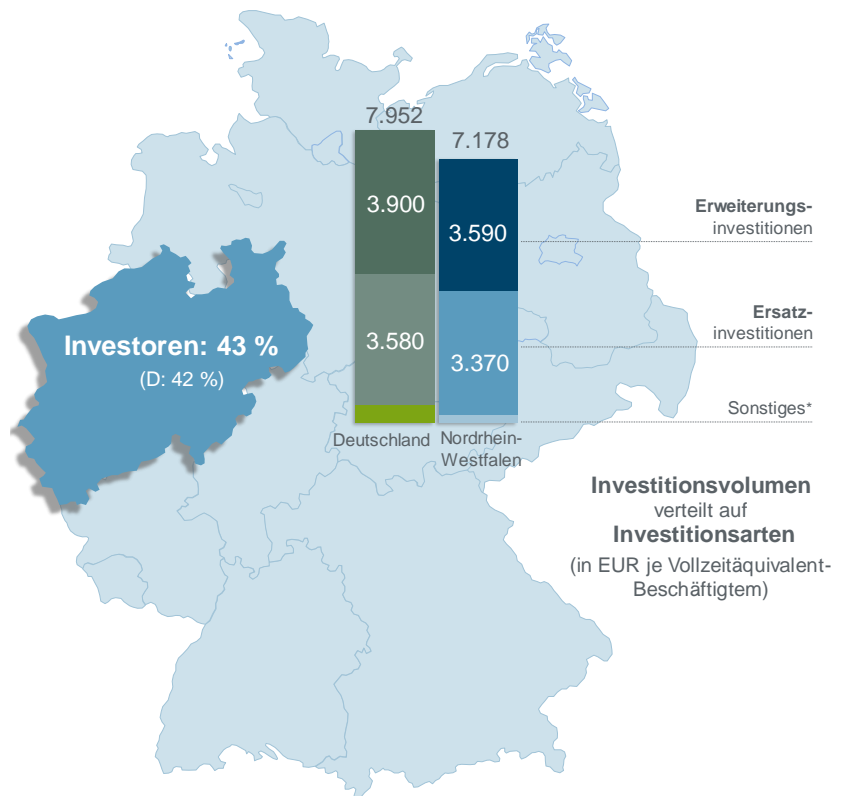 7.952
7.178
3.900
3.590
Erweiterungs-
investitionen
Investoren: 43 %
(D: 42 %)
3.580
3.370
Ersatz-
investitionen
Sonstiges*
Deutschland
Nordrhein-
Westfalen
Investitionsvolumen
verteilt auf
Investitionsarten
(in EUR je Vollzeitäquivalent-
Beschäftigtem)